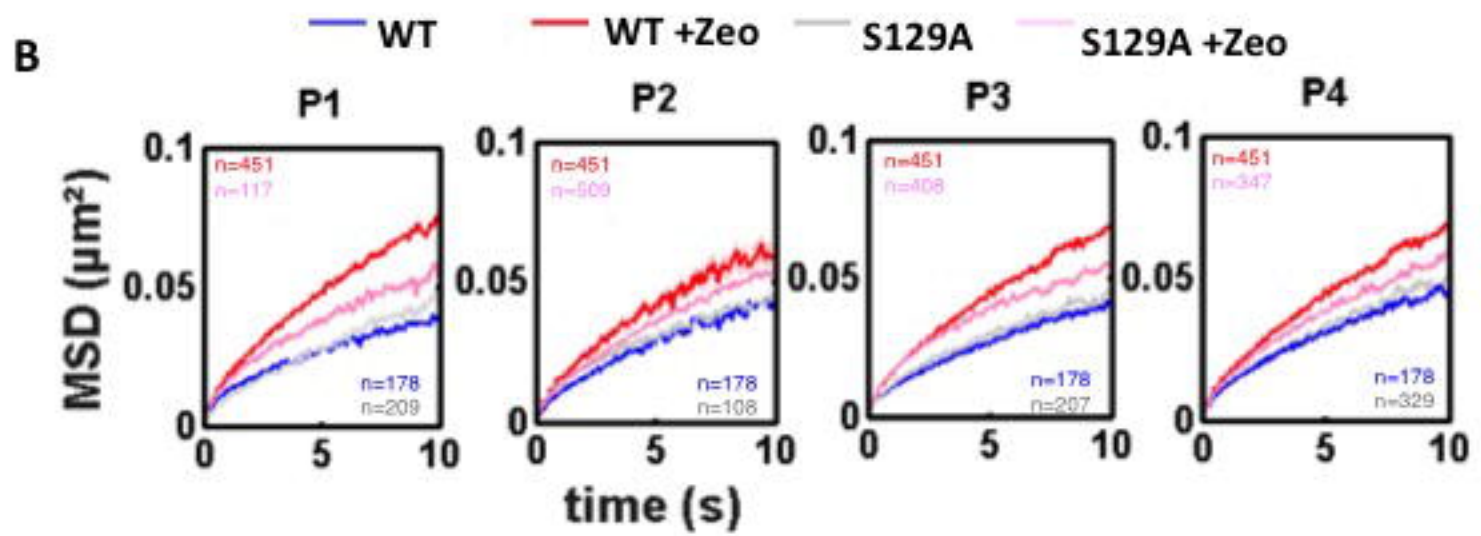 B
WT WT +Zeo S129A S129A +Zeo
P1 P2 P3 P4
MSD (µm²)
0.1
0.05
0
n=451
n=117
n=178
n=209
0 5 10
0.1
0.05
0
n=451
n=509
n=178
n=108
0 5 10
0.1
0.05
0
n=451
n=408
n=178
n=207
0 5 10
0.1
0.05
0
n=451
n=347
n=178
n=329
0 5 10
time (s)